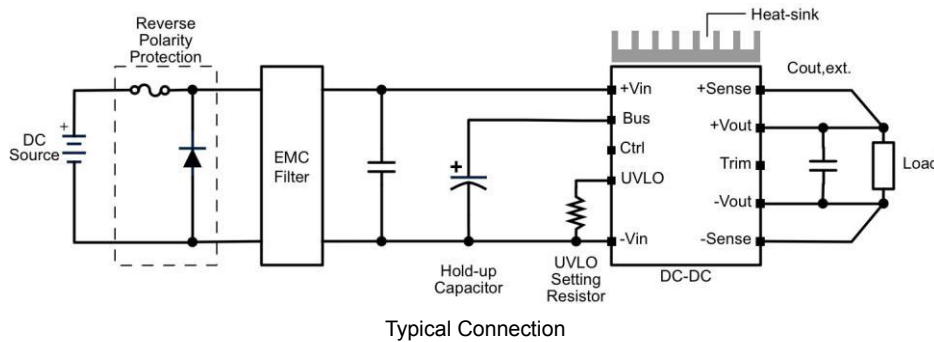 Heat-sink
Reverse
Polarity
Protection
Cout,ext.
+
DC
Source
EMC
Filter
+
+Vin
Bus
Ctrl
UVLO
-Vin
+Sense
+Vout
Trim
-Vout
-Sense
Load
Hold-up
Capacitor
UVLO
Setting
Resistor
DC-DC
Typical Connection